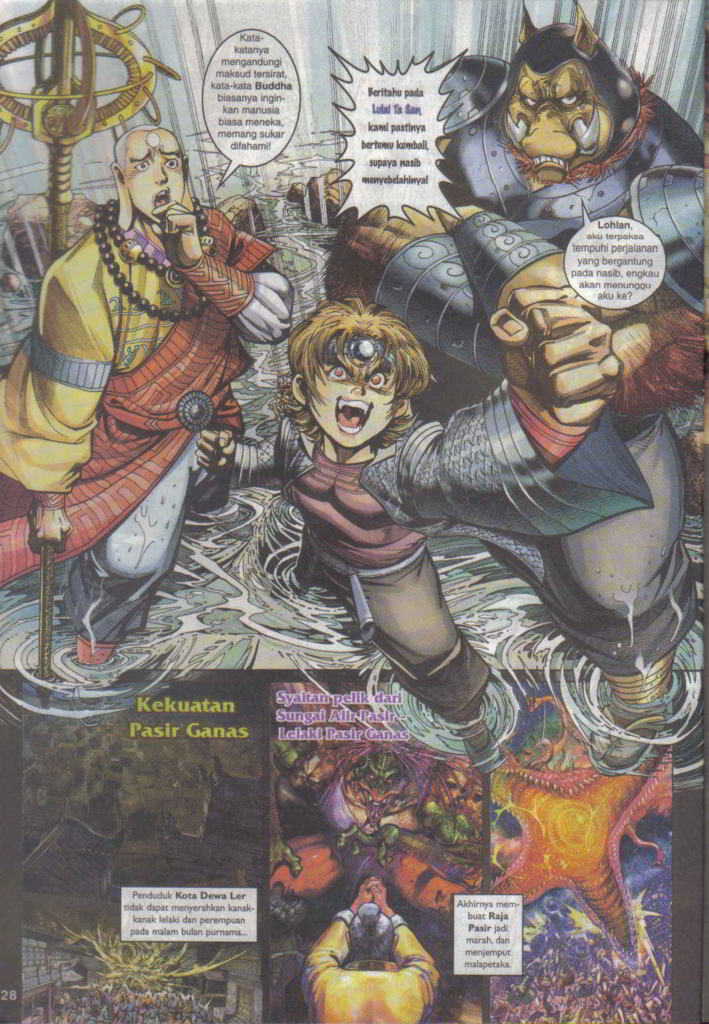 Kata-
katanya
mengandungi
maksud tersirat,
kata-kata Buddha
biasanya ingin-
kan manusia
biasa meneka,
memang sukar
difahami!
Beritahu pada
Lulai Ta San,
kami pastinya
bertemu kembali,
supaya nasib
menyebelahinya!
Lohlan,
aku terpaksa
tempuhi perjalanan
yang bergantung
pada nasib, engkau
akan menunggu
aku ke?
Kekuatan
Pasir Ganas
Syaitan pelik dari
Sungai Alir Pasir -
Lelaki Pasir Ganas
Penduduk Kota Dewa Ler
tidak dapat menyerahkan kanak-
kanak lelaki dan perempuan
pada malam bulan purnama...
Akhirnya mem-
buat Raja
Pasir jadi
marah, dan
menjemput
malapetaka.
28